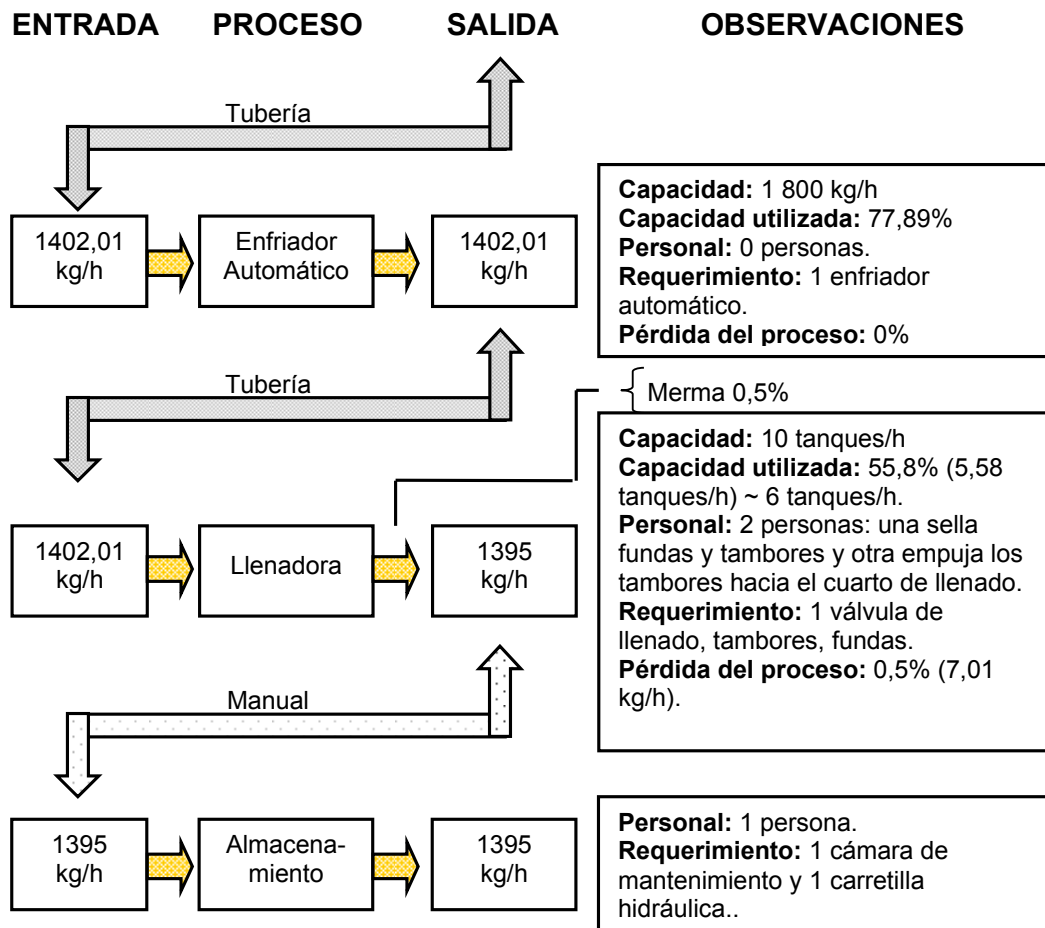 ENTRADA PROCESO SALIDA OBSERVACIONES
Tubería
1402,01
kg/h
Enfriador
Automático
1402,01
kg/h
Capacidad: 1 800 kg/h
Capacidad utilizada: 77,89%
Personal: 0 personas.
Requerimiento: 1 enfriador
automático.
Pérdida del proceso: 0%
Tubería
Merma 0,5%
1402,01
kg/h
Llenadora
1395
kg/h
Capacidad: 10 tanques/h
Capacidad utilizada: 55,8% (5,58
tanques/h) ~ 6 tanques/h.
Personal: 2 personas: una sella
fundas y tambores y otra empuja los
tambores hacia el cuarto de llenado.
Requerimiento: 1 válvula de
llenado, tambores, fundas.
Pérdida del proceso: 0,5% (7,01
kg/h).
Manual
1395
kg/h
Almacena-
miento
1395
kg/h
Personal: 1 persona.
Requerimiento: 1 cámara de
mantenimiento y 1 carretilla
hidráulica..